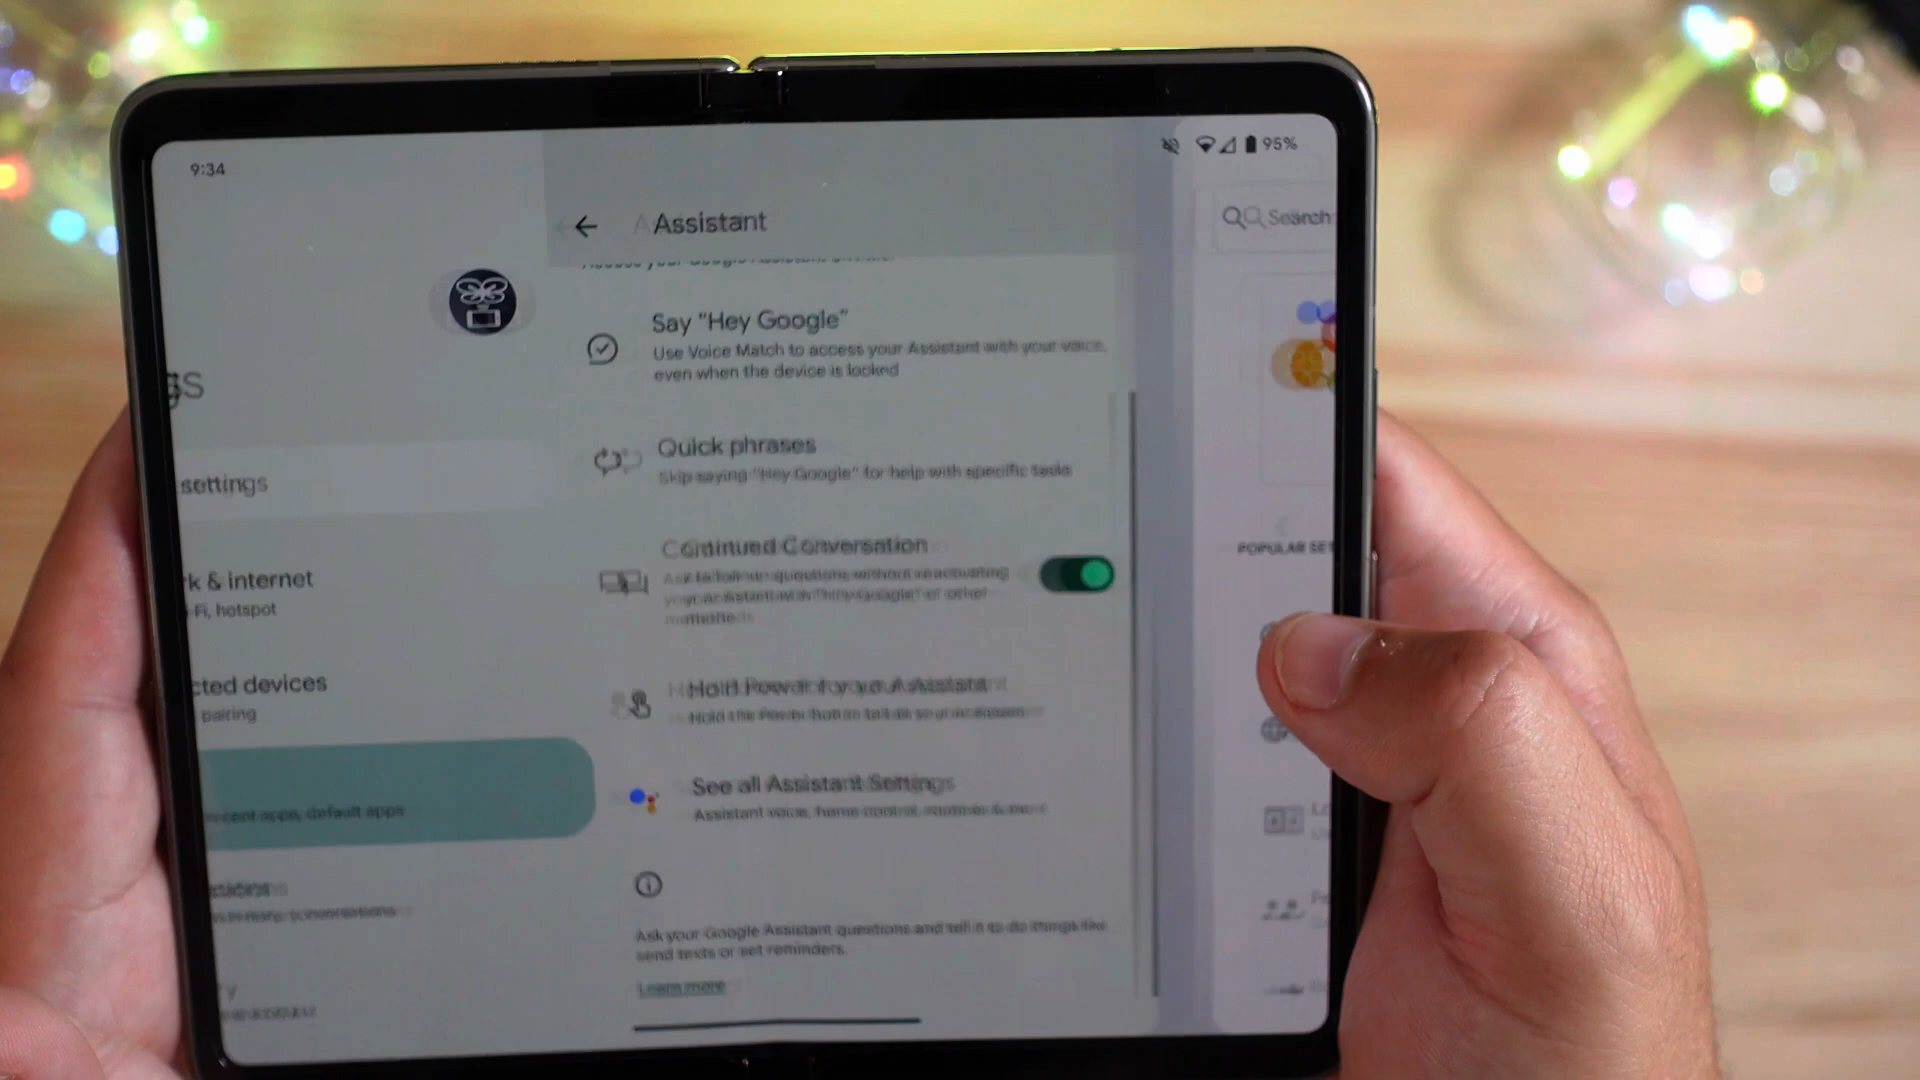 9:34
95%
settings
k & internet
Fi, hotspot
cted devices
pairing
default apps
Assistant
Say “Hey Google”
Use Voice Match to access your Assistant with your voice,
even when the device is locked
Quick phrases
Skip saying “Hey Google” for help with specific tasks
Continued Conversation
Ask follow-up questions without reactivating
your Assistant with "Hey Google" or other
methods
Hold Power for your Assistant
Hold the Power button to talk to your Assistant
See all Assistant Settings
Assistant voice, home control, routines & more
Ask your Google Assistant questions and tell it to do things like
send texts or set reminders.
Learn more
Search
POPULAR SE